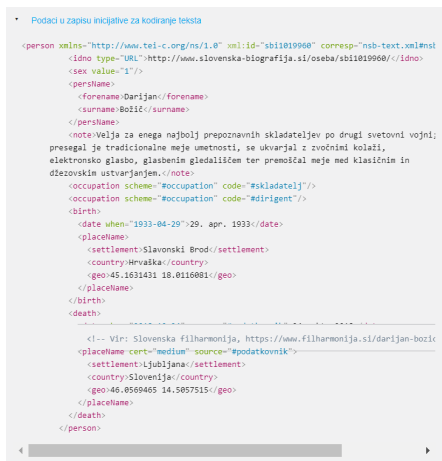 Podaci u zapisu inicijative za kodiranje teksta
<person xmlns="http://www.tei-c.org/ns/1.0" xml:id="sbi1019960" corresp="nsb-text.xml#nsb
<idno type="URL">http://www.slovenska-biografija.si/oseba/sbi1019960/</idno>
<sex value="1"/>
<persName>
<forename>Darijan</forename>
<surname>Božič</surname>
</persName>
<note>Velja za enega najbolj prepoznavnih skladateljev po drugi svetovni vojni;
presegal je tradicionalne meje umetnosti, se ukvarjal z zvočnimi kolaži,
elektronsko glasbo, glasbenim gledališčem ter premoščal meje med klasičnim in
džezovskim ustvarjanjem.</note>
<occupation scheme="#occupation" code="#skladatelj"/>
<occupation scheme="#occupation" code="#dirigent"/>
<birth>
<date when="1933-04-29">29. apr. 1933</date>
<placeName>
<settlement>Slavonski Brod</settlement>
<country>Hrvaška</country>
<geo>45.1631431 18.0116081</geo>
</placeName>
</birth>
<death>
<!-- Vir: Slovenska filharmonija, https://www.filharmonija.si/darijan-bozic
<placeName cert="medium" source="#podatkovnik">
<settlement>Ljubljana</settlement>
<country>Slovenija</country>
<geo>46.0569465 14.5057515</geo>
</placeName>
</death>
</person>